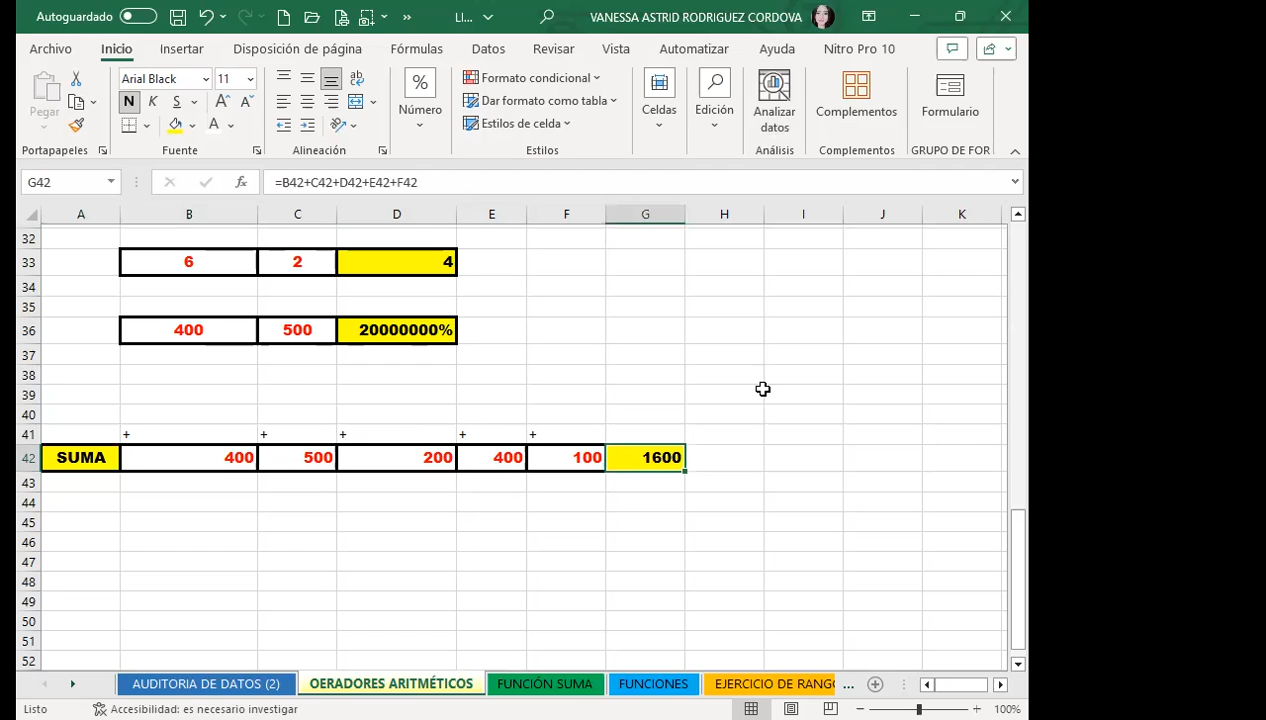 Autoguardado LI... VANESSA ASTRID RODRIGUEZ CORDOVA
Archivo Inicio Insertar Disposición de página Fórmulas Datos Revisar Vista Automatizar Ayuda Nitro Pro 10
Pegar
Arial Black 11
N K S
A A
A
%
Número
Formato condicional
Dar formato como tabla
Estilos de celda
Celdas
Edición
Analizar datos
Complementos
Formulario
Portapapeles Fuente Alineación Estilos Análisis Complementos GRUPO DE FOR
G42 fx =B42+C42+D42+E42+F42
A B C D E F G H I J K
32
33 6 2 4
34
35
36 400 500 20000000%
37
38
39
40
41 + + + + +
42 SUMA 400 500 200 400 100 1600
43
44
45
46
47
48
49
50
51
52
AUDITORIA DE DATOS (2) OERADORES ARITMÉTICOS FUNCIÓN SUMA FUNCIONES EJERCICIO DE RANGO ...
Listo Accesibilidad: es necesario investigar 100%